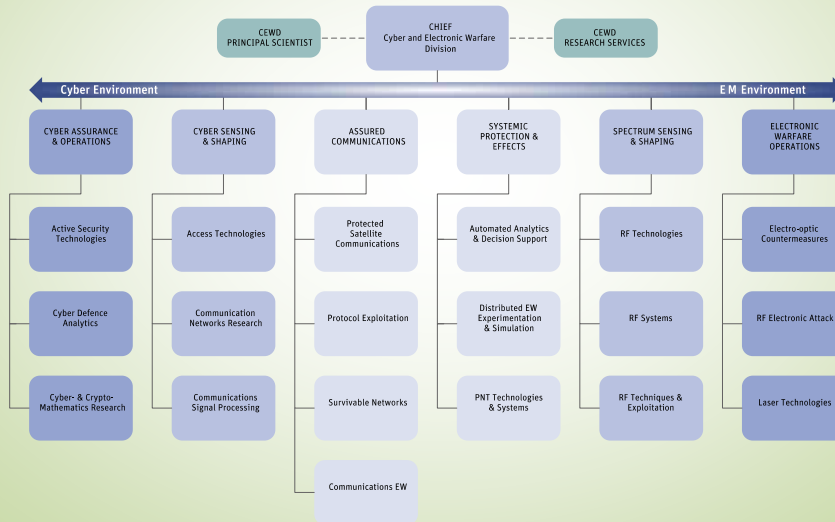 CEWD
PRINCIPAL SCIENTIST
CHIEF
Cyber and Electronic Warfare
Division
CEWD
RESEARCH SERVICES
Cyber Environment
EM Environment
CYBER ASSURANCE
& OPERATIONS
CYBER SENSING
& SHAPING
ASSURED
COMMUNICATIONS
SYSTEMIC
PROTECTION &
EFFECTS
SPECTRUM SENSING
& SHAPING
ELECTRONIC
WARFARE
OPERATIONS
Active Security
Technologies
Access Technologies
Protected
Satellite
Communications
Automated Analytics
& Decision Support
RF Technologies
Electro-optic
Countermeasures
Cyber Defence
Analytics
Communication
Networks Research
Protocol Exploitation
Distributed EW
Experimentation
& Simulation
RF Systems
RF Electronic Attack
Cyber- & Crypto-
Mathematics Research
Communications
Signal Processing
Survivable Networks
PNT Technologies
& Systems
RF Techniques &
Exploitation
Laser Technologies
Communications EW